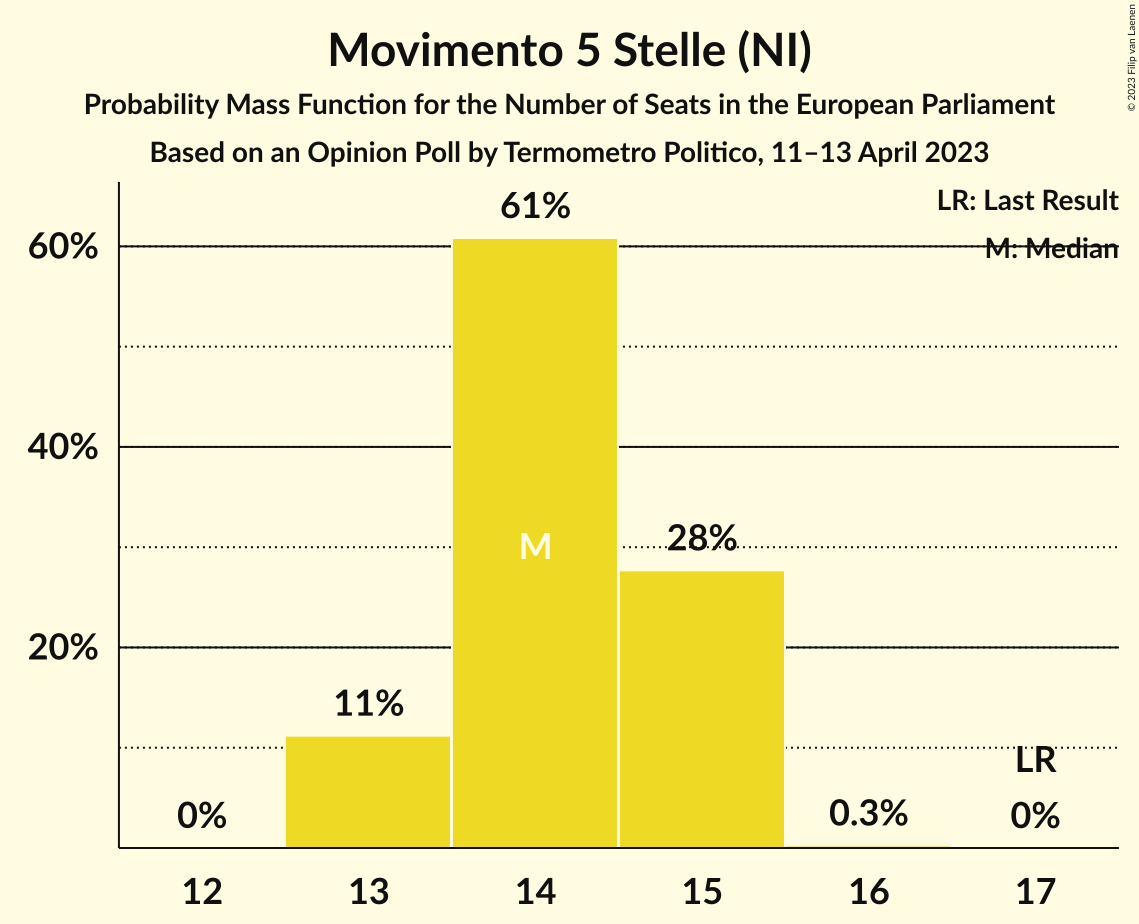 Movimento 5 Stelle (NI)
Probability Mass Function for the Number of Seats in the European Parliament
Based on an Opinion Poll by Termometro Politico, 11–13 April 2023
© 2023 Filip van Laenen
LR: Last Result
M: Median
60%
40%
20%
0%
11%
61%
M
28%
0.3%
LR
0%
12 13 14 15 16 17